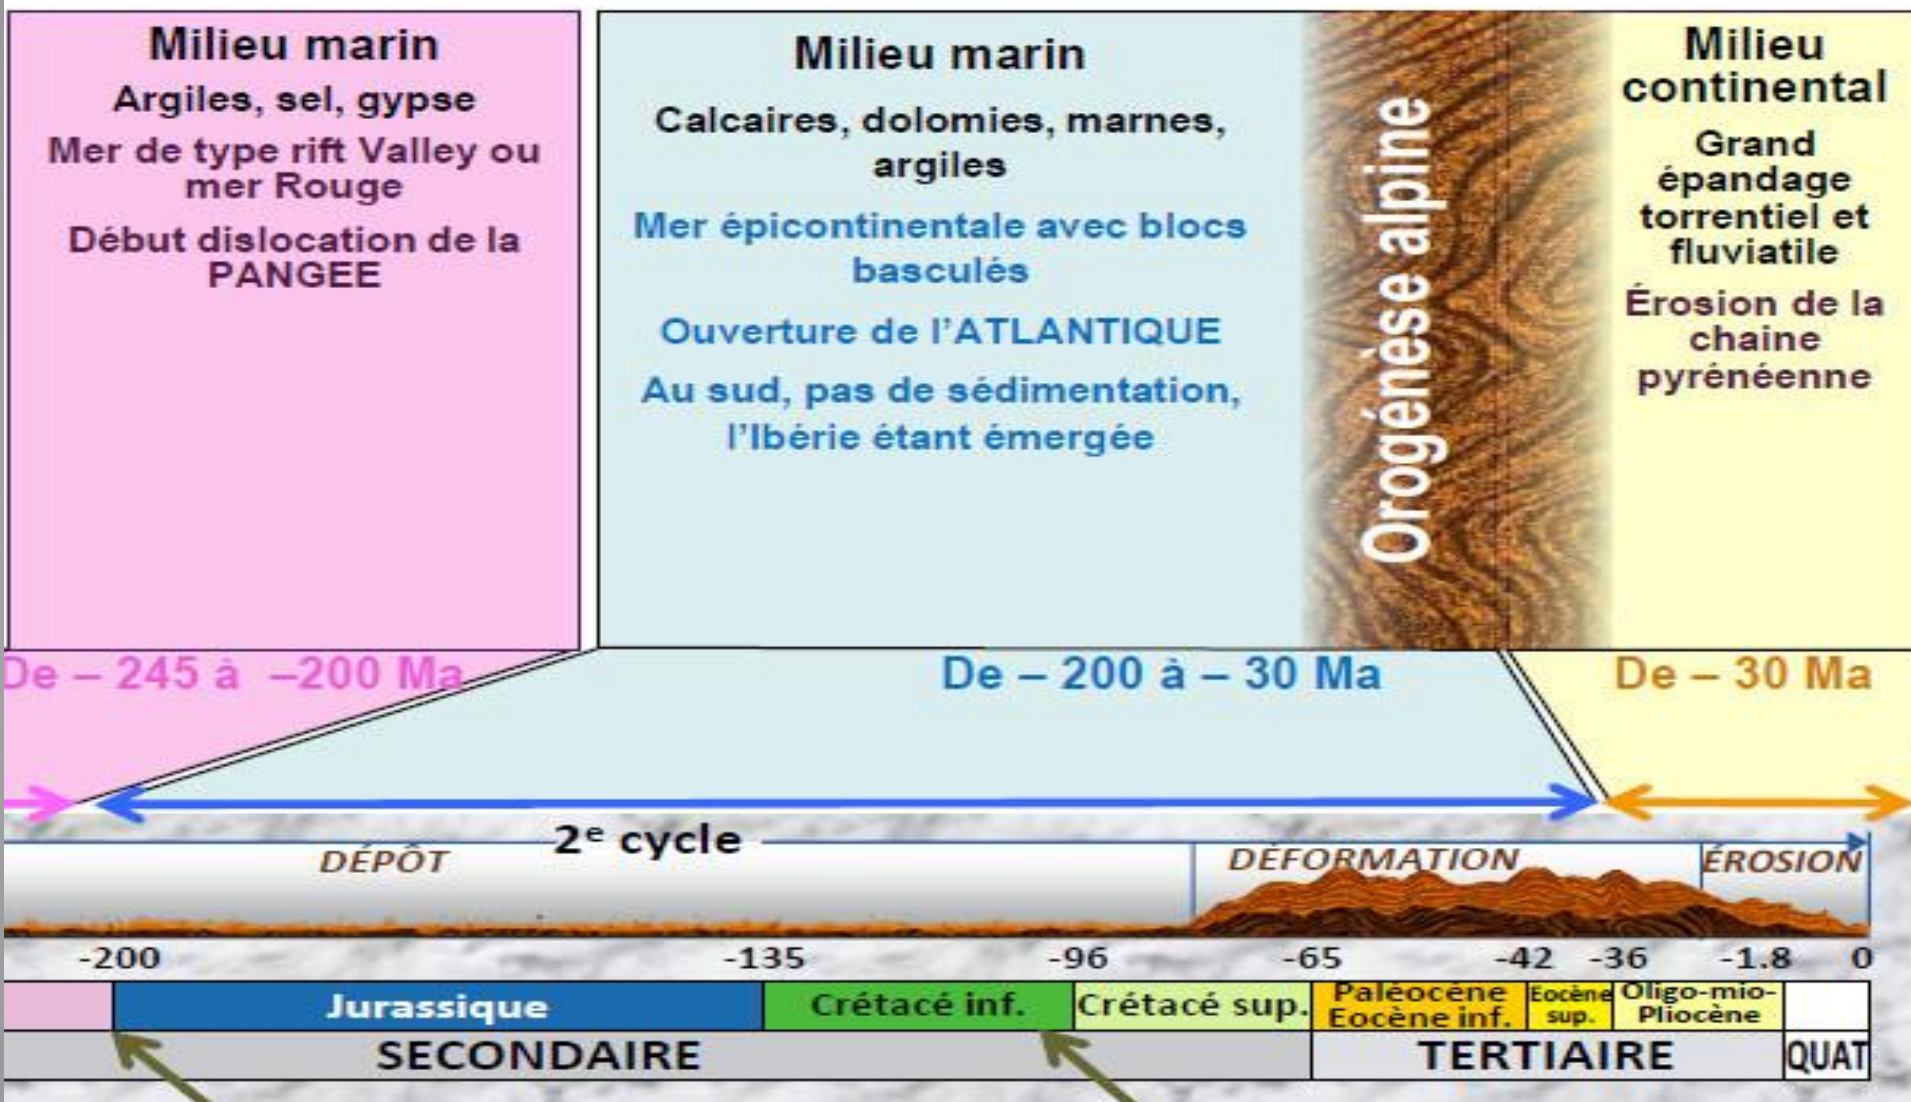 Milieu marin
Argiles, sel, gypse
Mer de type rift Valley ou
mer Rouge
Début dislocation de la
PANGEE
Milieu marin
Calcaires, dolomies, marnes,
argiles
Mer épicontinentale avec blocs
basculés
Ouverture de l'ATLANTIQUE
Au sud, pas de sédimentation,
l'Ibérie étant émergée
Orogénèse alpine
Milieu
continental
Grand
épandage
torrentiel et
fluviatile
Érosion de la
chaine
pyrénéenne
De – 245 à –200 Ma
De – 200 à – 30 Ma
De – 30 Ma
2e cycle
DÉPÔT
DÉFORMATION
ÉROSION
-200 -135 -96 -65 -42 -36 -1.8 0
Jurassique
Crétacé inf.
Crétacé sup.
Paléocène
Eocène inf.
Eocène
sup.
Oligo-mio-
Pliocène
SECONDAIRE
TERTIAIRE
QUAT